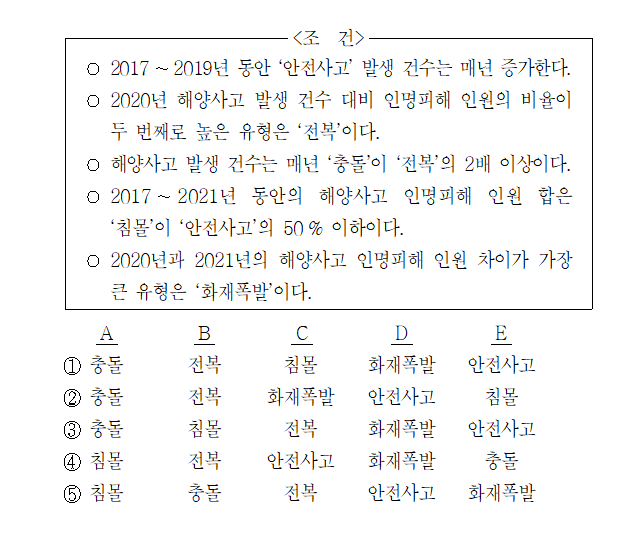 <조 건>
○ 2017～2019년 동안 ‘안전사고’ 발생 건수는 매년 증가한다.
○ 2020년 해양사고 발생 건수 대비 인명피해 인원의 비율이
두 번째로 높은 유형은 ‘전복’이다.
○ 해양사고 발생 건수는 매년 ‘충돌’이 ‘전복’의 2배 이상이다.
○ 2017～2021년 동안의 해양사고 인명피해 인원 합은
‘침몰’이 ‘안전사고’의 50％ 이하이다.
○ 2020년과 2021년의 해양사고 인명피해 인원 차이가 가장
큰 유형은 ‘화재폭발’이다.
A B C D E
① 충돌 전복 침몰 화재폭발 안전사고
② 충돌 전복 화재폭발 안전사고 침몰
③ 충돌 침몰 전복 화재폭발 안전사고
④ 침몰 전복 안전사고 화재폭발 충돌
⑤ 침몰 충돌 전복 안전사고 화재폭발